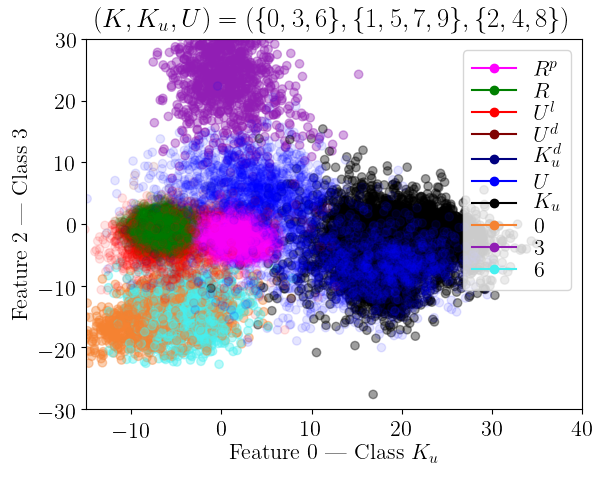 (K, K_u, U) = ({0, 3, 6}, {1, 5, 7, 9}, {2, 4, 8})
30
20
10
0
−10
−20
−30
−10
0
10
20
30
40
Feature 2 — Class 3
Feature 0 — Class K_u
R^p
R
U^l
U^d
K_u^d
U
K_u
0
3
6